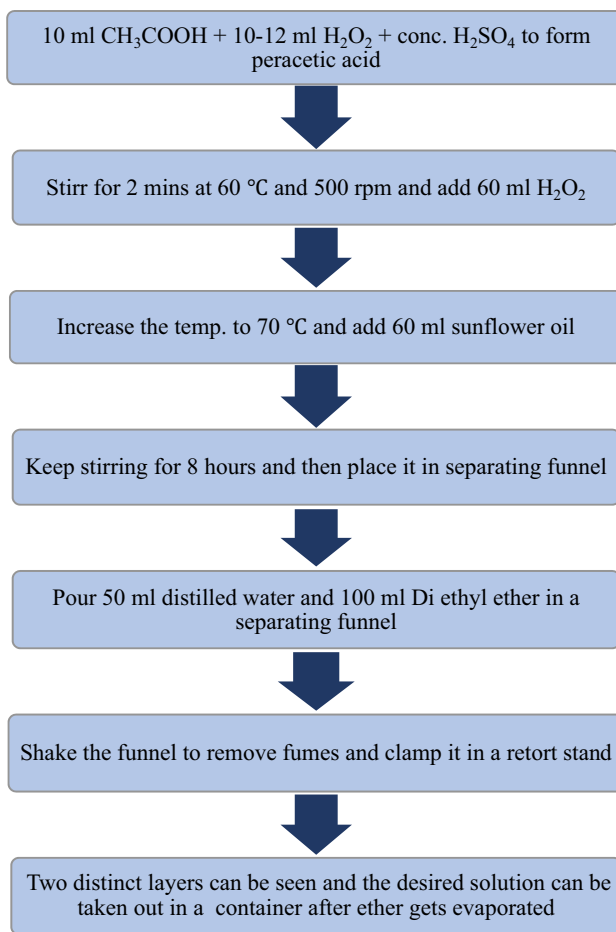 10 ml CH₃COOH + 10-12 ml H₂O₂ + conc. H₂SO₄ to form
peracetic acid
Stirr for 2 mins at 60 °C and 500 rpm and add 60 ml H₂O₂
Increase the temp. to 70 °C and add 60 ml sunflower oil
Keep stirring for 8 hours and then place it in separating funnel
Pour 50 ml distilled water and 100 ml Di ethyl ether in a
separating funnel
Shake the funnel to remove fumes and clamp it in a retort stand
Two distinct layers can be seen and the desired solution can be
taken out in a container after ether gets evaporated